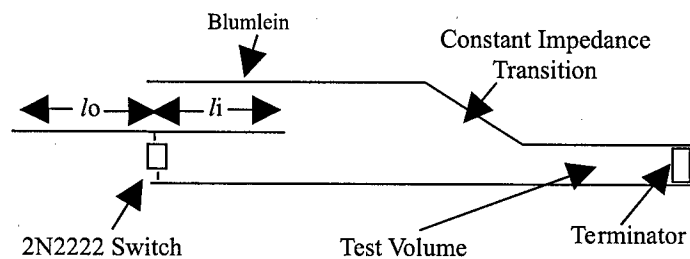 Blumlein
Constant Impedance
Transition
lo
li
2N2222 Switch
Test Volume
Terminator